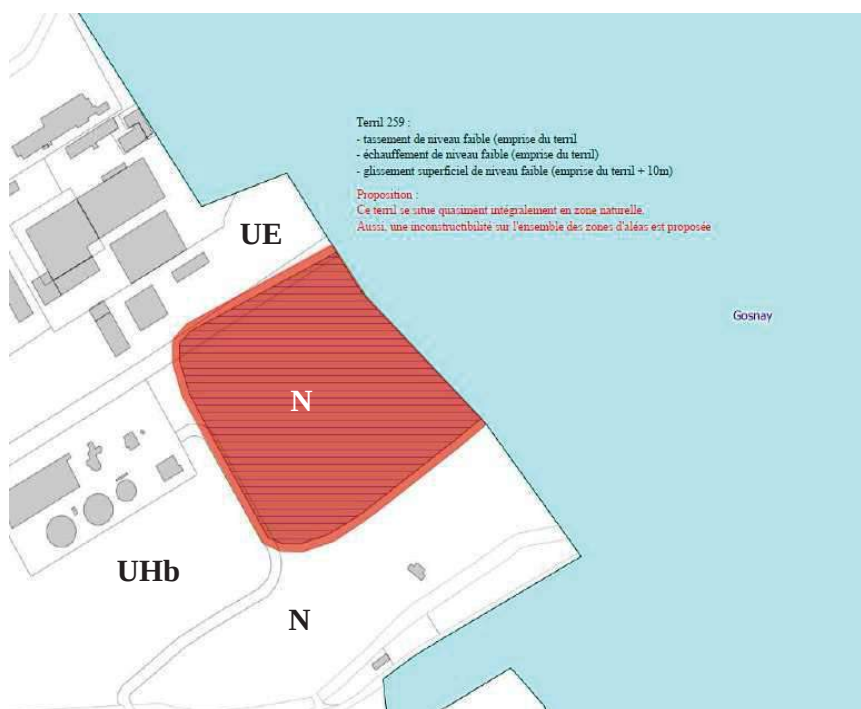 Terril 259 :
- tassement de niveau faible (emprise du terril
- échauffement de niveau faible (emprise du terril)
- glissement superficiel de niveau faible (emprise du terril + 10m)
Proposition :
Ce terril se situe quasiment intégralement en zone naturelle.
Aussi, une inconstructibilité sur l'ensemble des zones d'aléas est proposée
UE
Gosnay
N
UHb
N